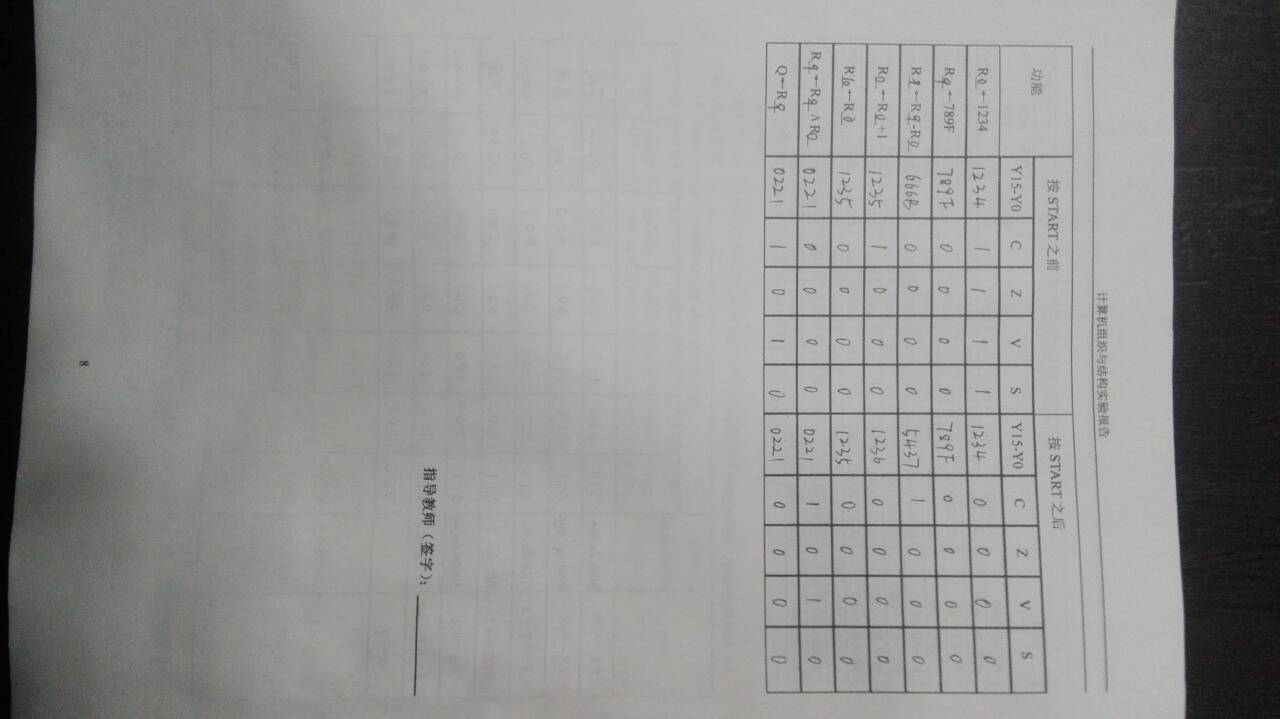 计算机组织与结构实验报告
功能 按 START 之前 按 START 之后
Y15-Y0 C Z V S Y15-Y0 C Z V S
R0←1234 1234 1 1 1 1 1234 0 0 0 0
R9←789F 789F 0 0 0 0 789F 0 0 0 0
R9←R9-R0 666B 0 0 0 0 5437 1 0 0 0
R0←R0+1 1235 1 0 0 0 1236 0 0 0 0
R10←R0 1235 0 0 0 0 1235 0 0 0 0
R9←R9∧R0 0221 0 0 0 0 0221 1 0 1 0
Q←R9 0221 1 0 1 0 0221 0 0 0 0
指导教师（签字）：
8